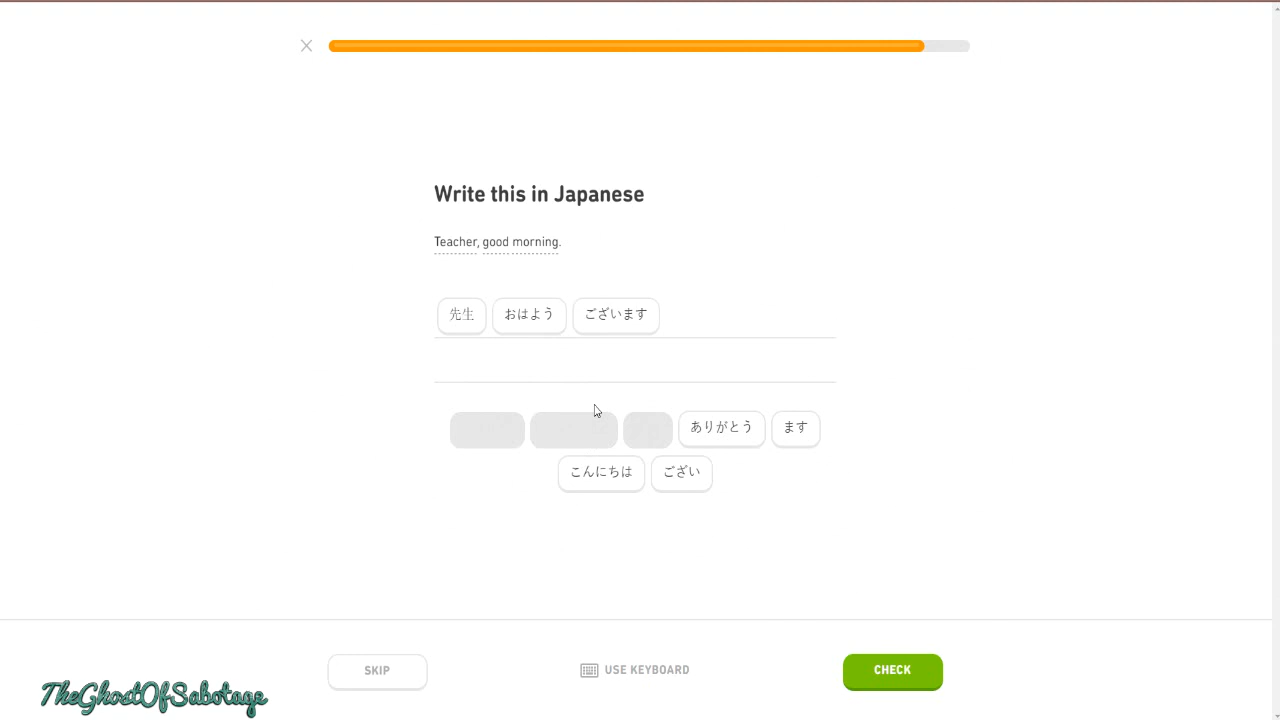 Write this in Japanese
Teacher, good morning.
先生 おはよう ございます
ありがとう ます
こんにちは ござい
SKIP USE KEYBOARD CHECK
TheGhostOfSabotage